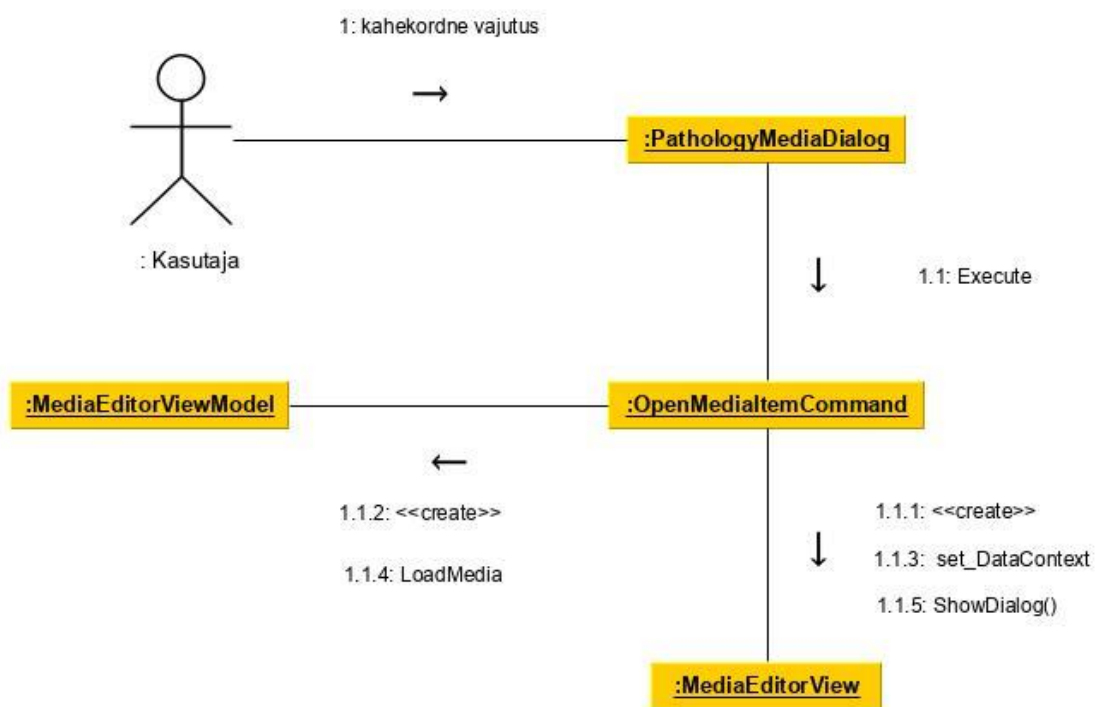 1: kahekordne vajutus
:PathologyMediaDialog
: Kasutaja
1.1: Execute
:MediaEditorViewModel
:OpenMediaItemCommand
1.1.2: <<create>>
1.1.4: LoadMedia
1.1.1: <<create>>
1.1.3: set_DataContext
1.1.5: ShowDialog()
:MediaEditorView